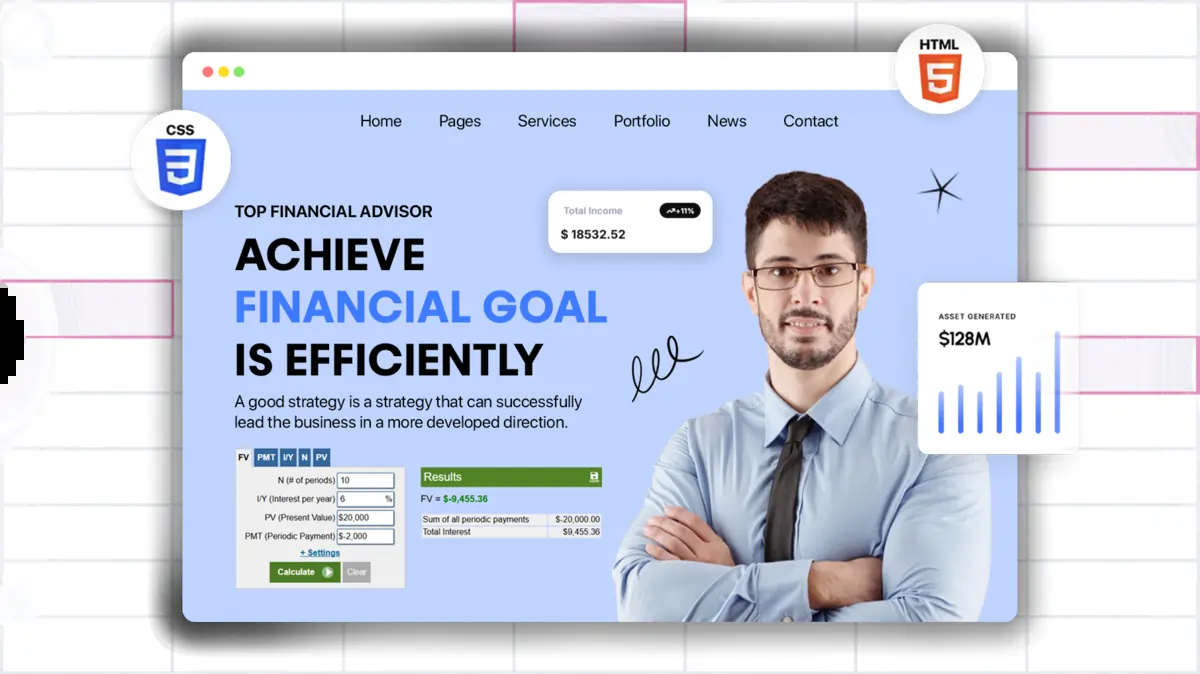 HTML
5
CSS
3
Home Pages Services Portfolio News Contact
TOP FINANCIAL ADVISOR
ACHIEVE
FINANCIAL GOAL
IS EFFICIENTLY
A good strategy is a strategy that can successfully
lead the business in a more developed direction.
Total Income +11%
$ 18532.52
ASSET GENERATED
$128M
FV PMT I/Y N PV
N (# of periods) 10
I/Y (Interest per year) 6 %
PV (Present Value) $20,000
PMT (Periodic Payment) $-2,000
+ Settings
Calculate Clear
Results
FV = $-9,455.36
Sum of all periodic payments $-20,000.00
Total Interest $9,455.36